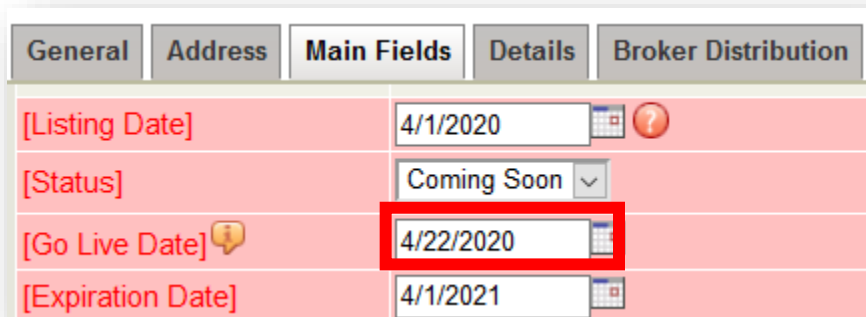 General Address Main Fields Details Broker Distribution
[Listing Date] 4/1/2020 ?
[Status] Coming Soon
[Go Live Date] i 4/22/2020
[Expiration Date] 4/1/2021